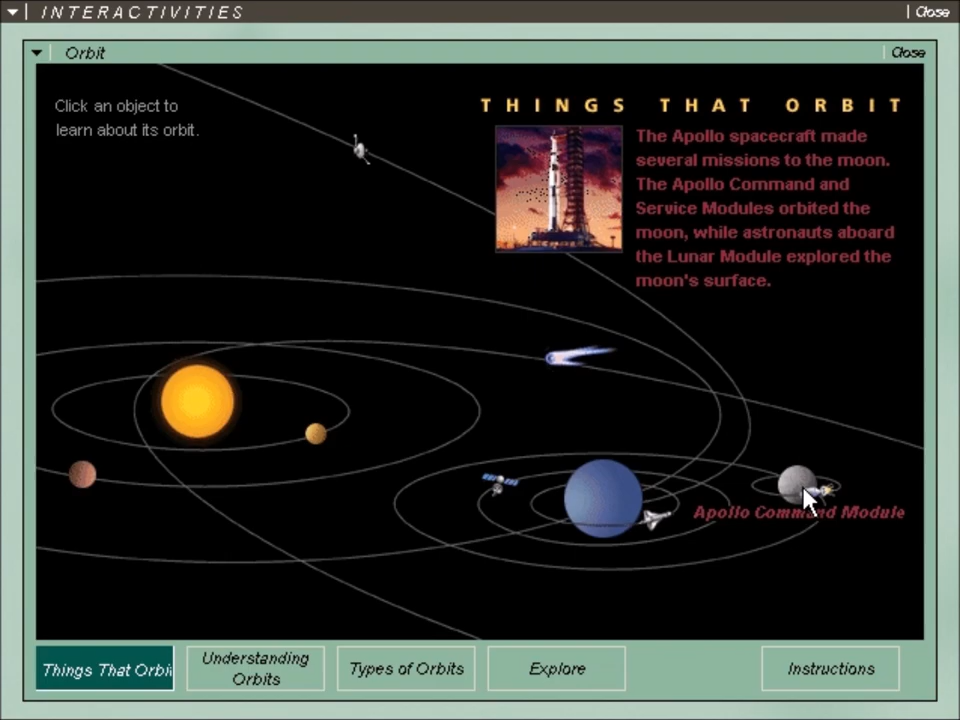 INTERACTIVITIES
Close
Orbit
Close
Click an object to
learn about its orbit.
THINGS THAT ORBIT
The Apollo spacecraft made
several missions to the moon.
The Apollo Command and
Service Modules orbited the
moon, while astronauts aboard
the Lunar Module explored the
moon's surface.
Apollo Command Module
Things That Orbit
Understanding
Orbits
Types of Orbits
Explore
Instructions